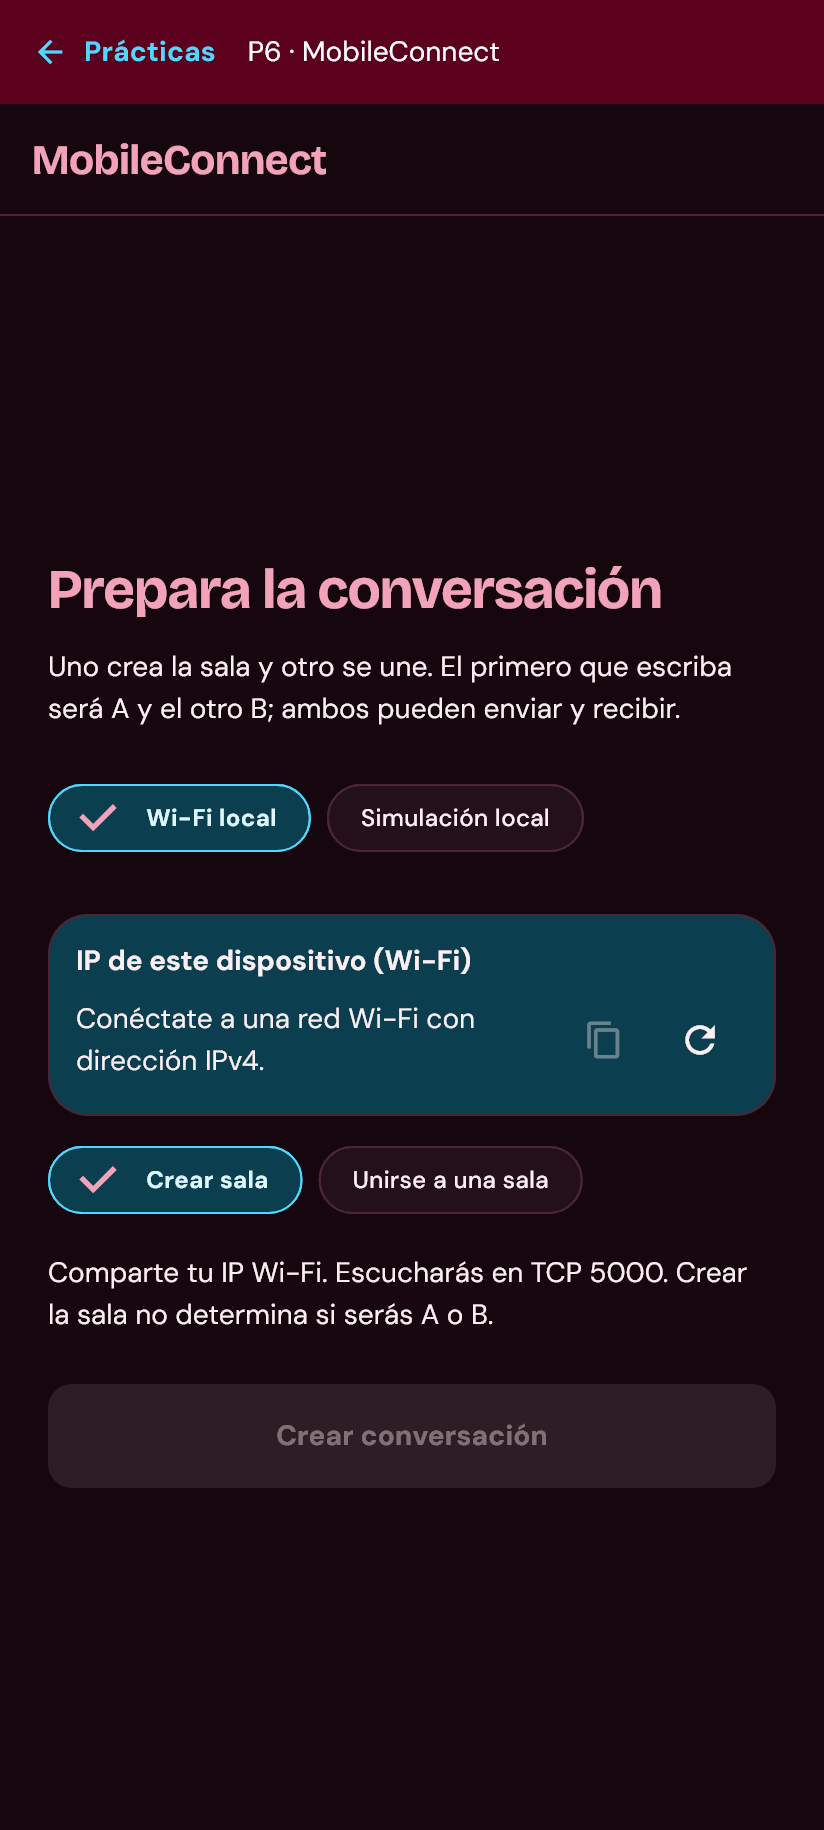 Prácticas P6 · MobileConnect
MobileConnect
Prepara la conversación
Uno crea la sala y otro se une. El primero que escriba
será A y el otro B; ambos pueden enviar y recibir.
Wi-Fi local
Simulación local
IP de este dispositivo (Wi-Fi)
Conéctate a una red Wi-Fi con
dirección IPv4.
Crear sala
Unirse a una sala
Comparte tu IP Wi-Fi. Escucharás en TCP 5000. Crear
la sala no determina si serás A o B.
Crear conversación